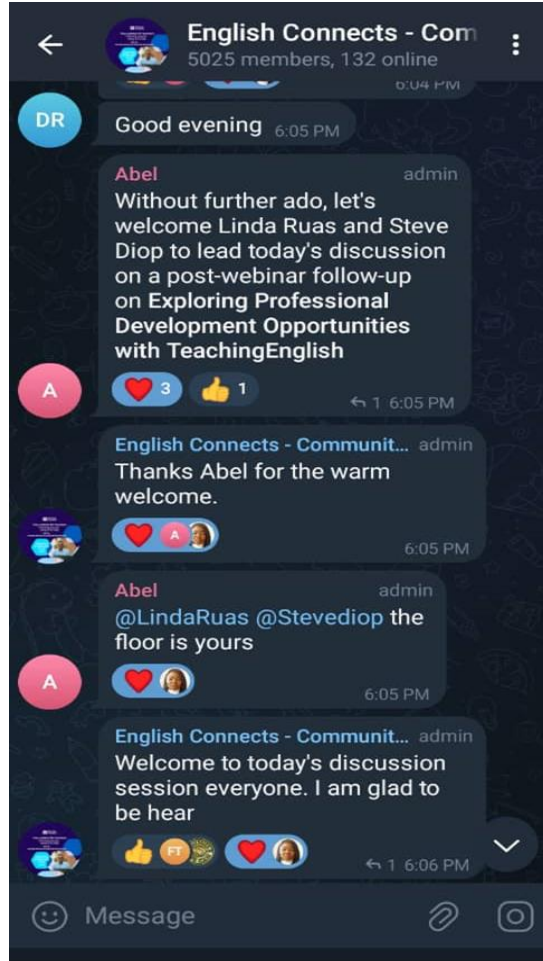 English Connects - Com
5025 members, 132 online
6:04 PM
DR
Good evening 6:05 PM
Abel admin
Without further ado, let's
welcome Linda Ruas and Steve
Diop to lead today's discussion
on a post-webinar follow-up
on Exploring Professional
Development Opportunities
with TeachingEnglish
A
3 1
1 6:05 PM
English Connects - Communit... admin
Thanks Abel for the warm
welcome.
A
6:05 PM
Abel admin
@LindaRuas @Stevediop the
floor is yours
A
6:05 PM
English Connects - Communit... admin
Welcome to today's discussion
session everyone. I am glad to
be hear
FT
1 6:06 PM
Message